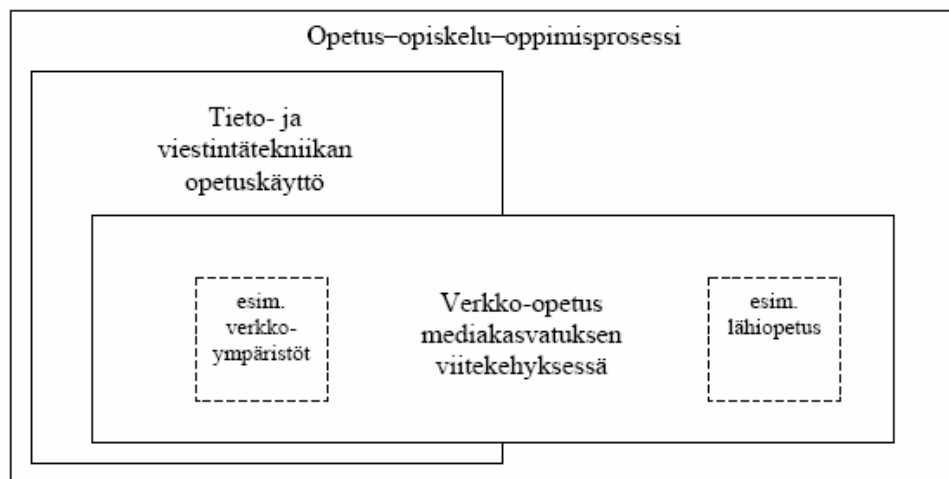 Opetus–opiskelu–oppimisprosessi
Tieto- ja
viestintätekniikan
opetuskäyttö
esim.
verkko-
ympäristöt
Verkko-opetus
mediakasvatuksen
viitekehyksessä
esim.
lähiopetus